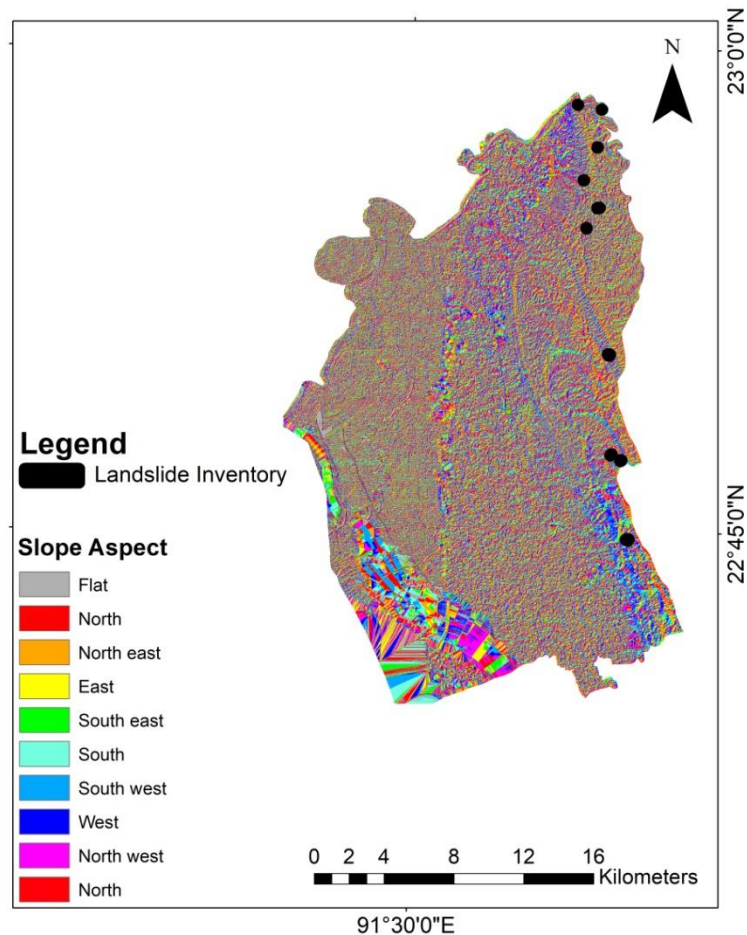 N
23°0'0"N
Legend
Landslide Inventory
22°45'0"N
Slope Aspect
Flat
North
North east
East
South east
South
South west
West
North west
North
0 2 4 8 12 16
Kilometers
91°30'0"E